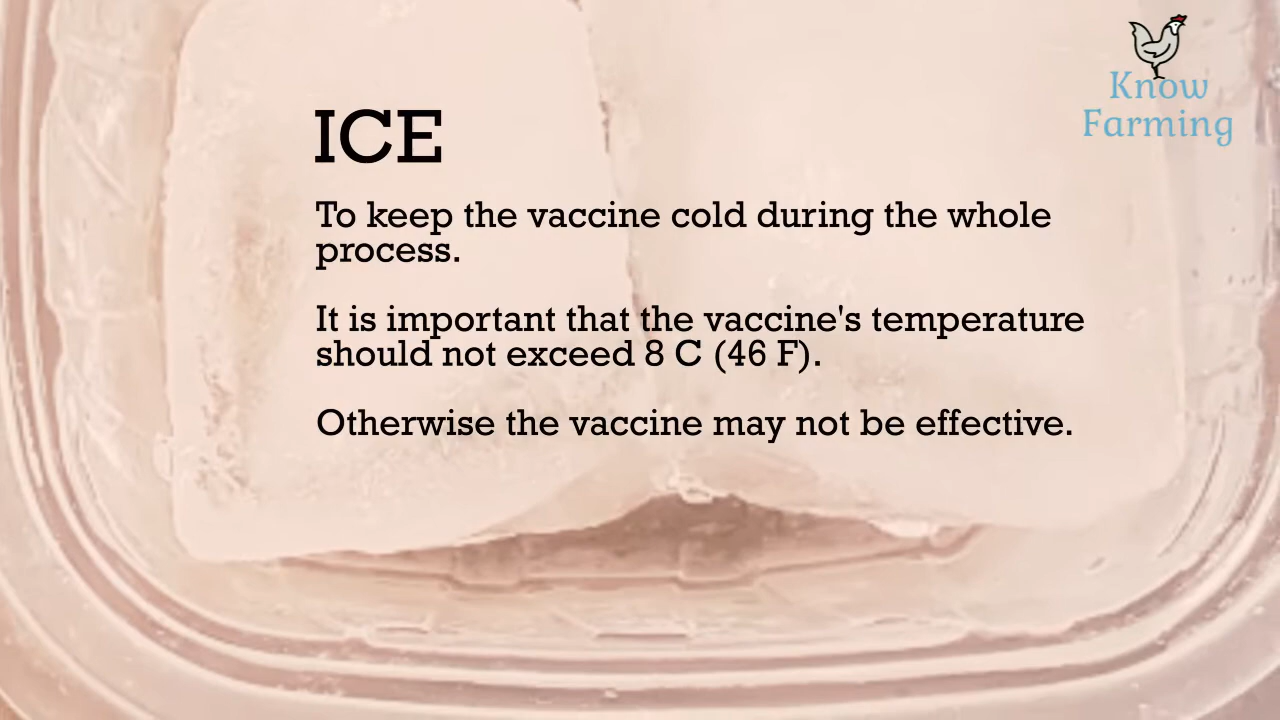 Know
Farming
ICE
To keep the vaccine cold during the whole
process.
It is important that the vaccine's temperature
should not exceed 8 C (46 F).
Otherwise the vaccine may not be effective.